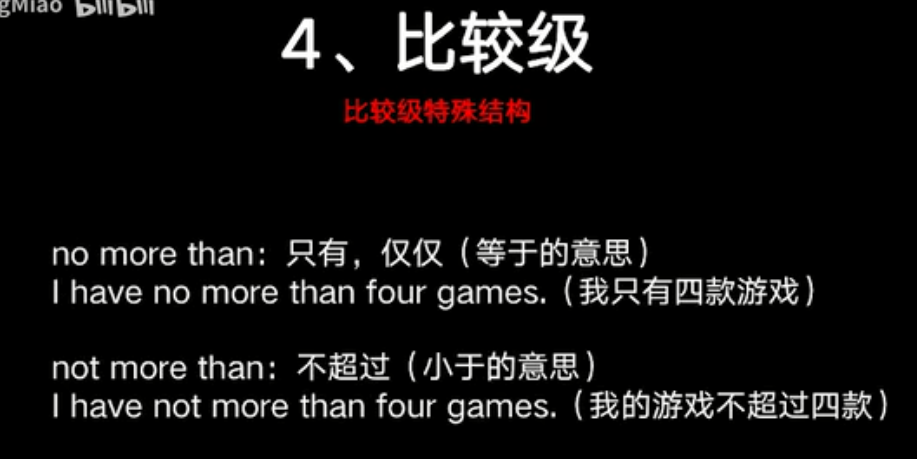 gMiao bilibili
4、比较级
比较级特殊结构
no more than：只有，仅仅（等于的意思）
I have no more than four games.（我只有四款游戏）
not more than：不超过（小于的意思）
I have not more than four games.（我的游戏不超过四款）